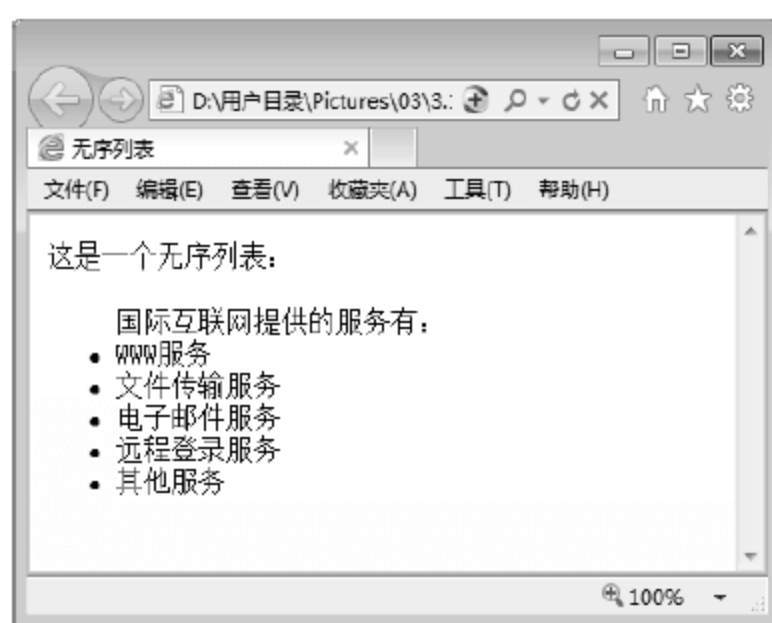 D:\用户目录\Pictures\03\3.:
无序列表
文件(F) 编辑(E) 查看(V) 收藏夹(A) 工具(T) 帮助(H)
这是一个无序列表：
国际互联网提供的服务有：
WWW服务
文件传输服务
电子邮件服务
远程登录服务
其他服务
100%